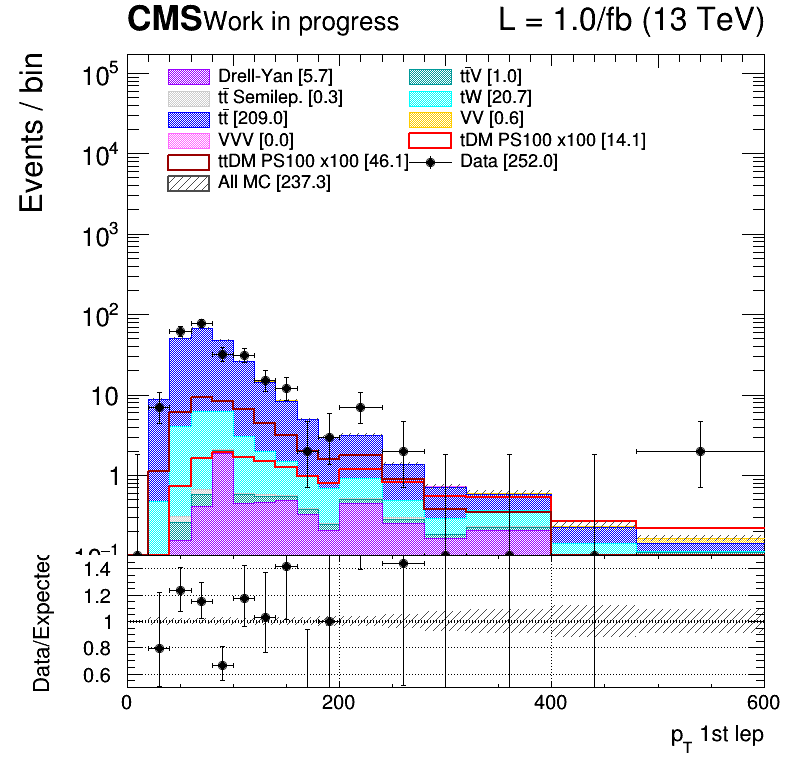 CMS Work in progress L = 1.0/fb (13 TeV)
Events / bin
10⁵
10⁴
10³
10²
10
1
10⁻¹
Drell-Yan [5.7]
tt̄V [1.0]
tt̄ Semilep. [0.3]
tW [20.7]
tt̄ [209.0]
VV [0.6]
VVV [0.0]
tDM PS100 x100 [14.1]
ttDM PS100 x100 [46.1]
Data [252.0]
All MC [237.3]
Data/Expected
1.4
1.2
1
0.8
0.6
0 200 400 600
p_T 1st lep